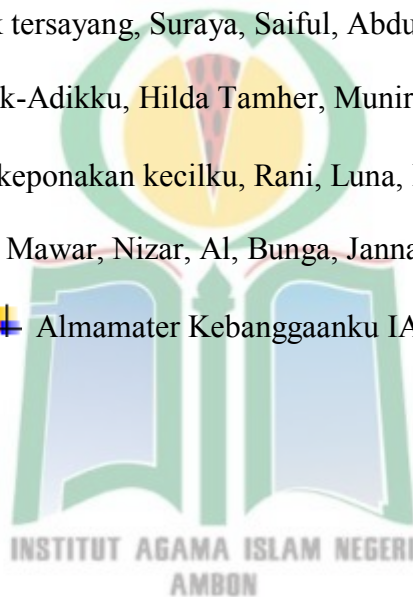 tersayang, Suraya, Saiful, Abdu
k-Adikku, Hilda Tamher, Munir
keponakan kecilku, Rani, Luna,
Mawar, Nizar, Al, Bunga, Janna
Almamater Kebanggaanku IA
INSTITUT AGAMA ISLAM NEGERI
AMBON